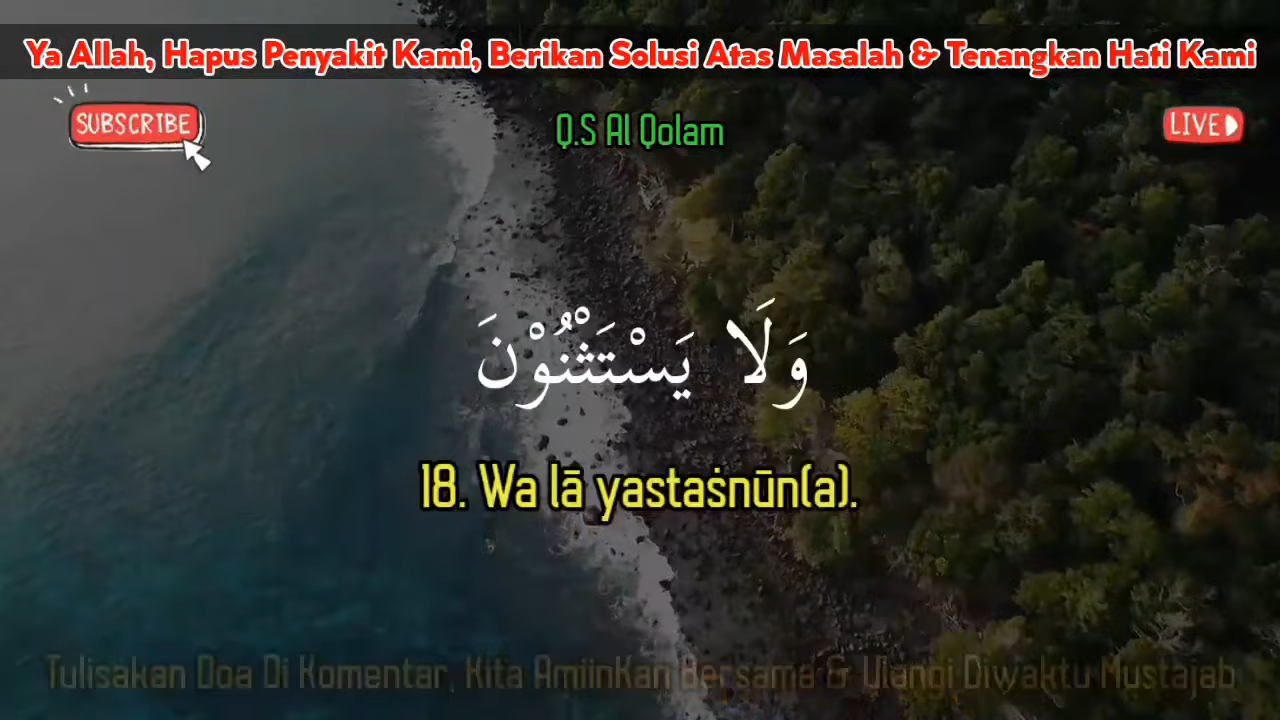 Ya Allah, Hapus Penyakit Kami, Berikan Solusi Atas Masalah & Tenangkan Hati Kami
SUBSCRIBE
LIVE
Q.S Al Qolam
وَلَا يَسْتَثْنُوْنَ
18. Wa lā yastaṡnūn(a).
Tulisakan Doa Di Komentar, Kita AmiinKan Bersama & Ulangi Diwaktu Mustajab